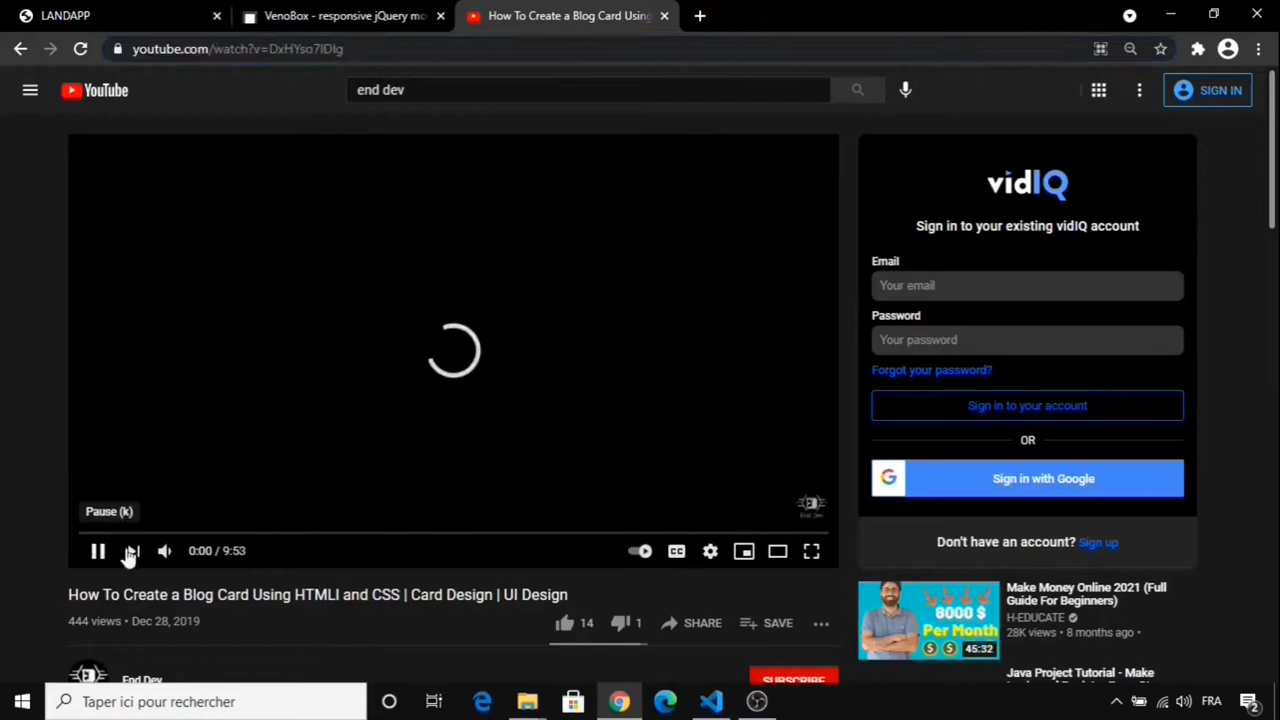 LANDAPP
VenoBox - responsive jQuery mo
How To Create a Blog Card Using
youtube.com/watch?v=DxHYso7IDlg
YouTube
end dev
SIGN IN
vidIQ
Sign in to your existing vidIQ account
Email
Your email
Password
Your password
Forgot your password?
Sign in to your account
OR
Sign in with Google
Don't have an account? Sign up
Pause (k)
0:00 / 9:53
CC
How To Create a Blog Card Using HTMLI and CSS | Card Design | UI Design
444 views • Dec 28, 2019
14
1
SHARE
SAVE
End Dev
SUBSCRIBE
8000 $
Per Month
45:32
Make Money Online 2021 (Full
Guide For Beginners)
H-EDUCATE
28K views • 8 months ago •
Java Project Tutorial - Make
Taper ici pour rechercher
FRA
2